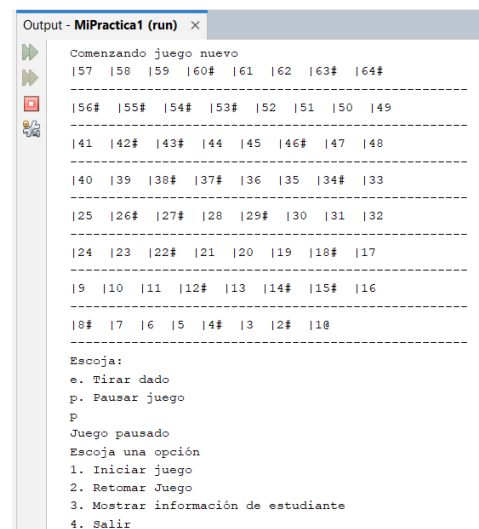 Output - MiPractica1 (run) ×
Comenzando juego nuevo
|57 |58 |59 |60# |61 |62 |63# |64#
--------------------------------------------------
|56# |55# |54# |53# |52 |51 |50 |49
--------------------------------------------------
|41 |42# |43# |44 |45 |46# |47 |48
--------------------------------------------------
|40 |39 |38# |37# |36 |35 |34# |33
--------------------------------------------------
|25 |26# |27# |28 |29# |30 |31 |32
--------------------------------------------------
|24 |23 |22# |21 |20 |19 |18# |17
--------------------------------------------------
|9 |10 |11 |12# |13 |14# |15# |16
--------------------------------------------------
|8# |7 |6 |5 |4# |3 |2# |1@
--------------------------------------------------
Escoja:
e. Tirar dado
p. Pausar juego
p
Juego pausado
Escoja una opción
1. Iniciar juego
2. Retomar Juego
3. Mostrar información de estudiante
4. Salir